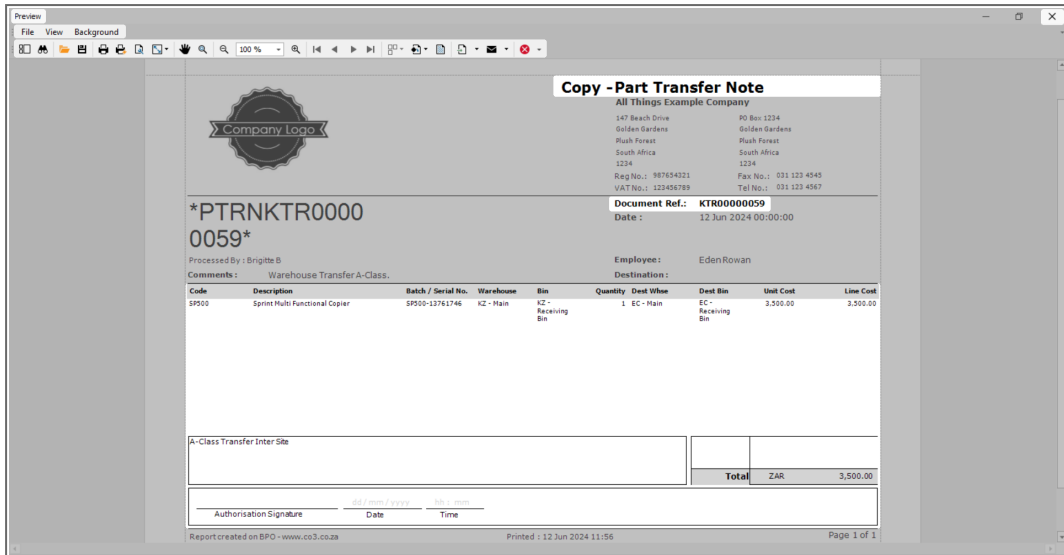 Preview
File View Background
100 %
Copy -Part Transfer Note
All Things Example Company
147 Beach Drive PO Box 1234
Golden Gardens Golden Gardens
Plush Forest Plush Forest
South Africa South Africa
1234 1234
Reg No.: 987654321 Fax No.: 031 123 4545
VAT No.: 123456789 Tel No.: 031 123 4567
Company Logo
Document Ref.: KTR00000059
*PTRNKTR0000
0059*
Date : 12 Jun 2024 00:00:00
Processed By : Brigitte B Employee: Eden Rowan
Comments : Warehouse Transfer A-Class. Destination :
Code Description Batch / Serial No. Warehouse Bin Quantity Dest Whse Dest Bin Unit Cost Line Cost
SP500 Sprint Multi Functional Copier SP500-13761746 KZ - Main KZ - 1 EC - Main EC - 3,500.00 3,500.00
Receiving Receiving
Bin Bin
A-Class Transfer Inter Site
Total ZAR 3,500.00
dd / mm / yyyy hh : mm
Authorisation Signature Date Time
Report created on BPO - www.co3.co.za Printed : 12 Jun 2024 11:56 Page 1 of 1